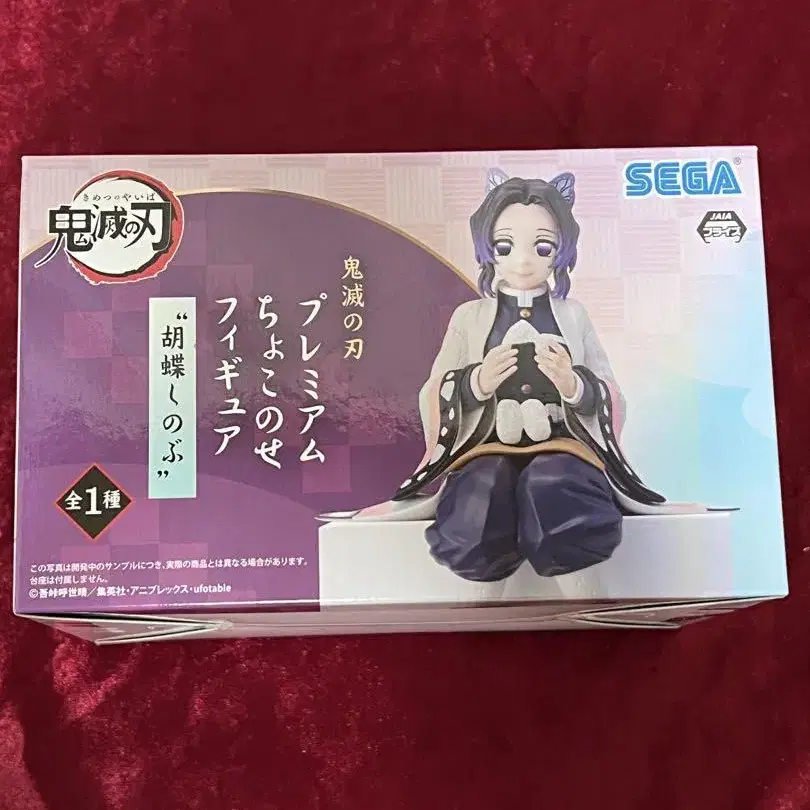 きめつのやいば
鬼滅の刃
SEGA®
JAIA
プライズ
鬼滅の刃
プレミアム
ちょこのせ
フィギュア
“胡蝶しのぶ”
全1種
この写真は開発中のサンプルにつき、実際の商品とは異なる場合があります。
台座は付属しません。
©吾峠呼世晴／集英社・アニプレックス・ufotable